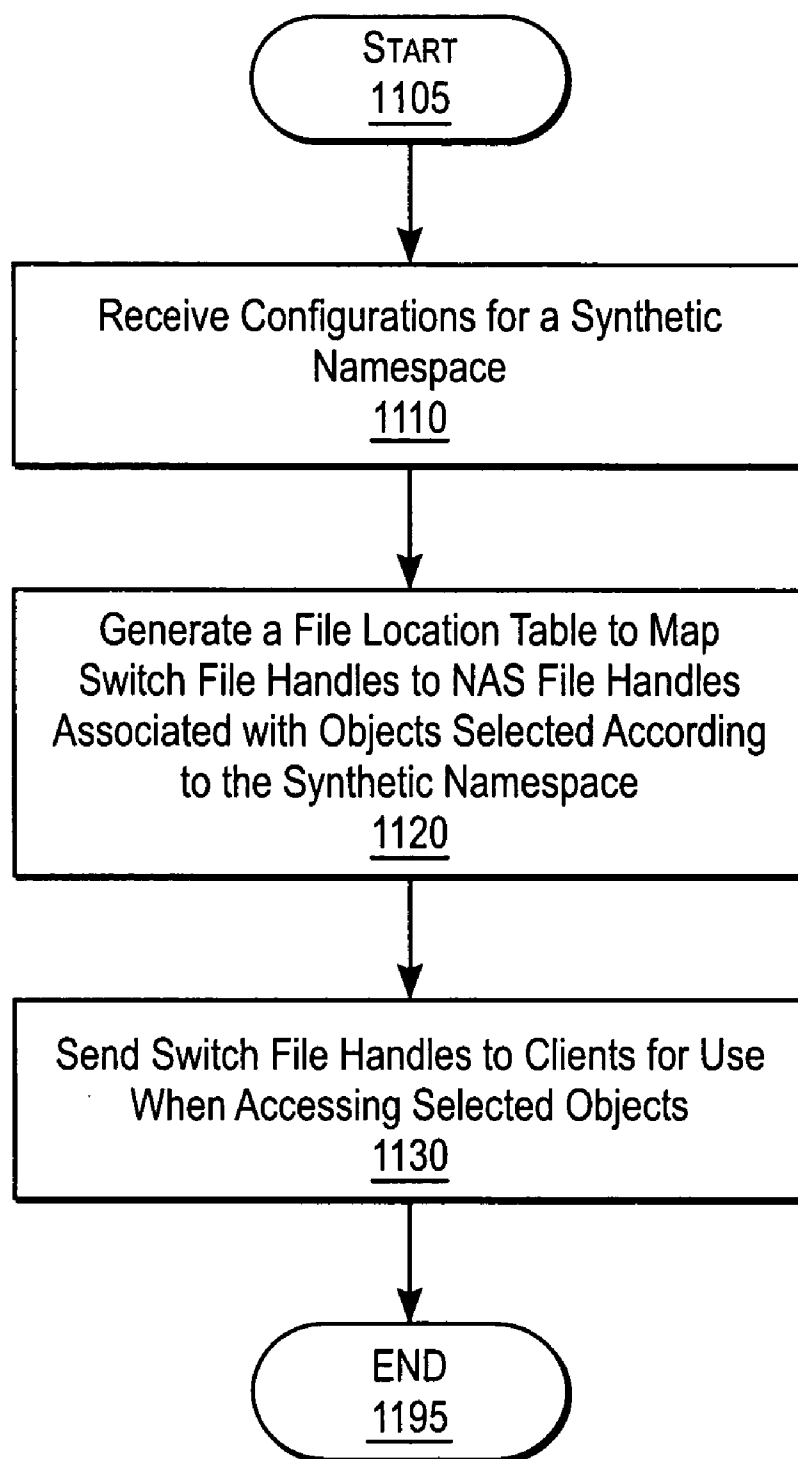 START
1105
Receive Configurations for a Synthetic
Namespace
1110
Generate a File Location Table to Map
Switch File Handles to NAS File Handles
Associated with Objects Selected According
to the Synthetic Namespace
1120
Send Switch File Handles to Clients for Use
When Accessing Selected Objects
1130
END
1195